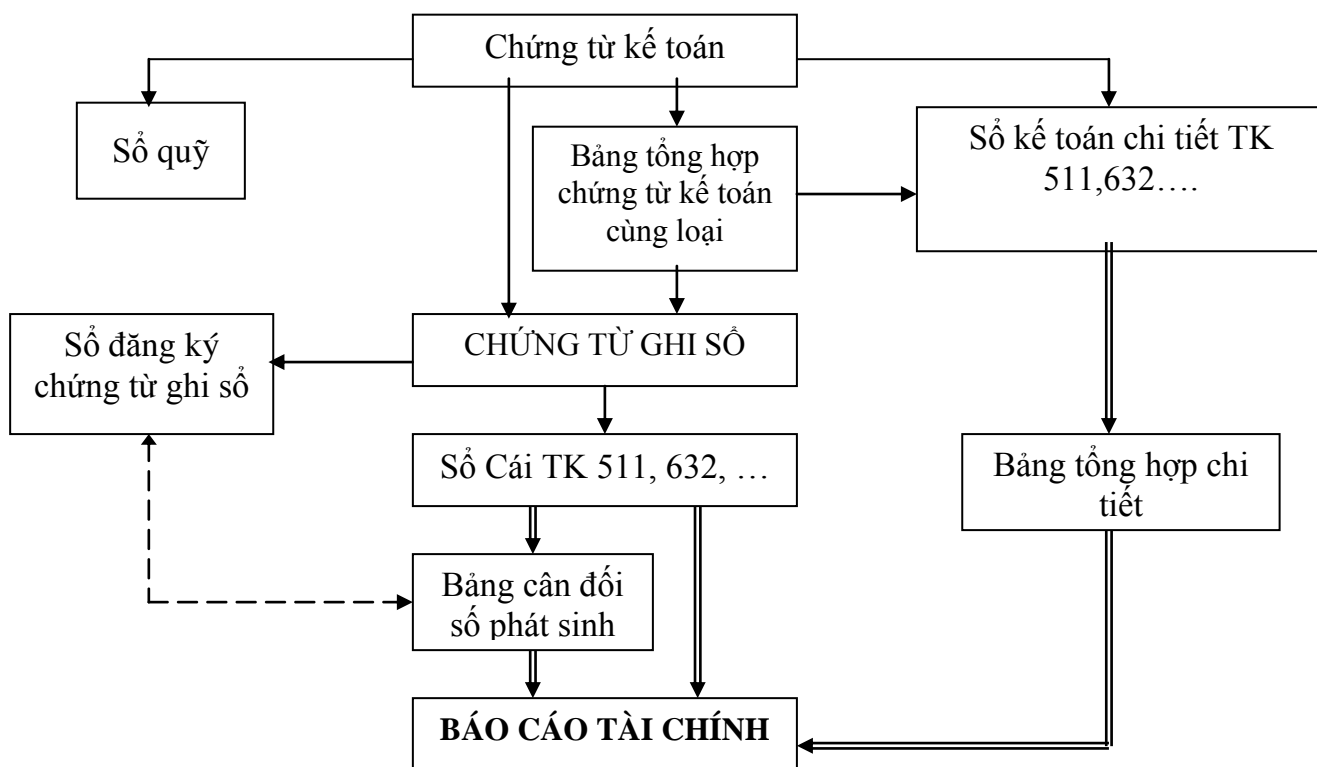 Chứng từ kế toán
Sổ quỹ
Bảng tổng hợp
chứng từ kế toán
cùng loại
Sổ kế toán chi tiết TK
511,632….
Sổ đăng ký
chứng từ ghi sổ
CHỨNG TỪ GHI SỔ
Sổ Cái TK 511, 632, …
Bảng tổng hợp chi
tiết
Bảng cân đối
số phát sinh
BÁO CÁO TÀI CHÍNH